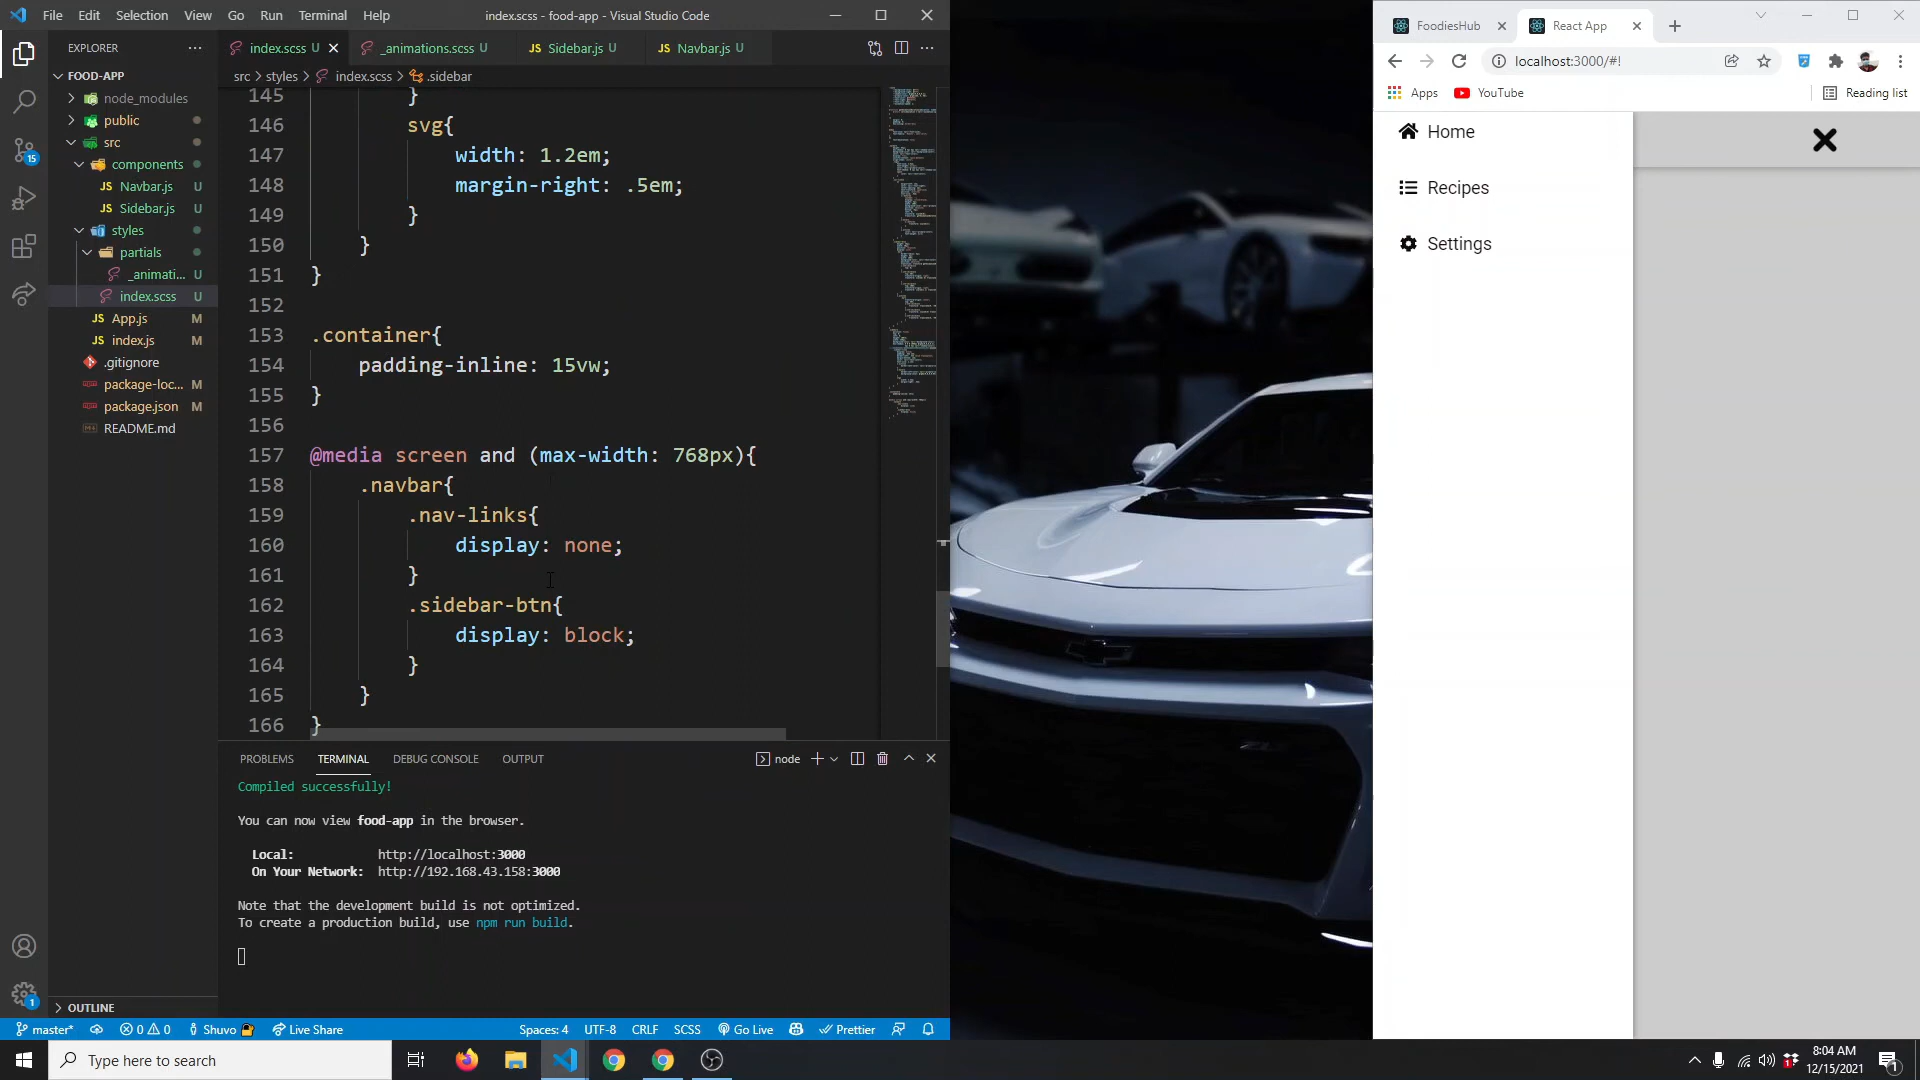 File Edit Selection View Go Run Terminal Help
index.scss - food-app - Visual Studio Code
EXPLORER
FOOD-APP
node_modules
public
src
components
Navbar.js U
Sidebar.js U
styles
partials
_animati... U
index.scss U
App.js M
index.js M
.gitignore
package-loc... M
package.json M
README.md
OUTLINE
15
1
index.scss U
_animations.scss U
JS Sidebar.js U
JS Navbar.js U
src > styles > index.scss > .sidebar
145 }
146 svg{
147 width: 1.2em;
148 margin-right: .5em;
149 }
150 }
151 }
152
153 .container{
154 padding-inline: 15vw;
155 }
156
157 @media screen and (max-width: 768px){
158 .navbar{
159 .nav-links{
160 display: none;
161 }
162 .sidebar-btn{
163 display: block;
164 }
165 }
166 }
PROBLEMS TERMINAL DEBUG CONSOLE OUTPUT
node
Compiled successfully!
You can now view food-app in the browser.
Local: http://localhost:3000
On Your Network: http://192.168.43.158:3000
Note that the development build is not optimized.
To create a production build, use npm run build.
master* 0 0 Shuvo Live Share
Spaces: 4 UTF-8 CRLF SCSS Go Live Prettier
FoodiesHub
React App
localhost:3000/#!
Apps YouTube Reading list
Home
Recipes
Settings
Type here to search
8:04 AM
12/15/2021
1